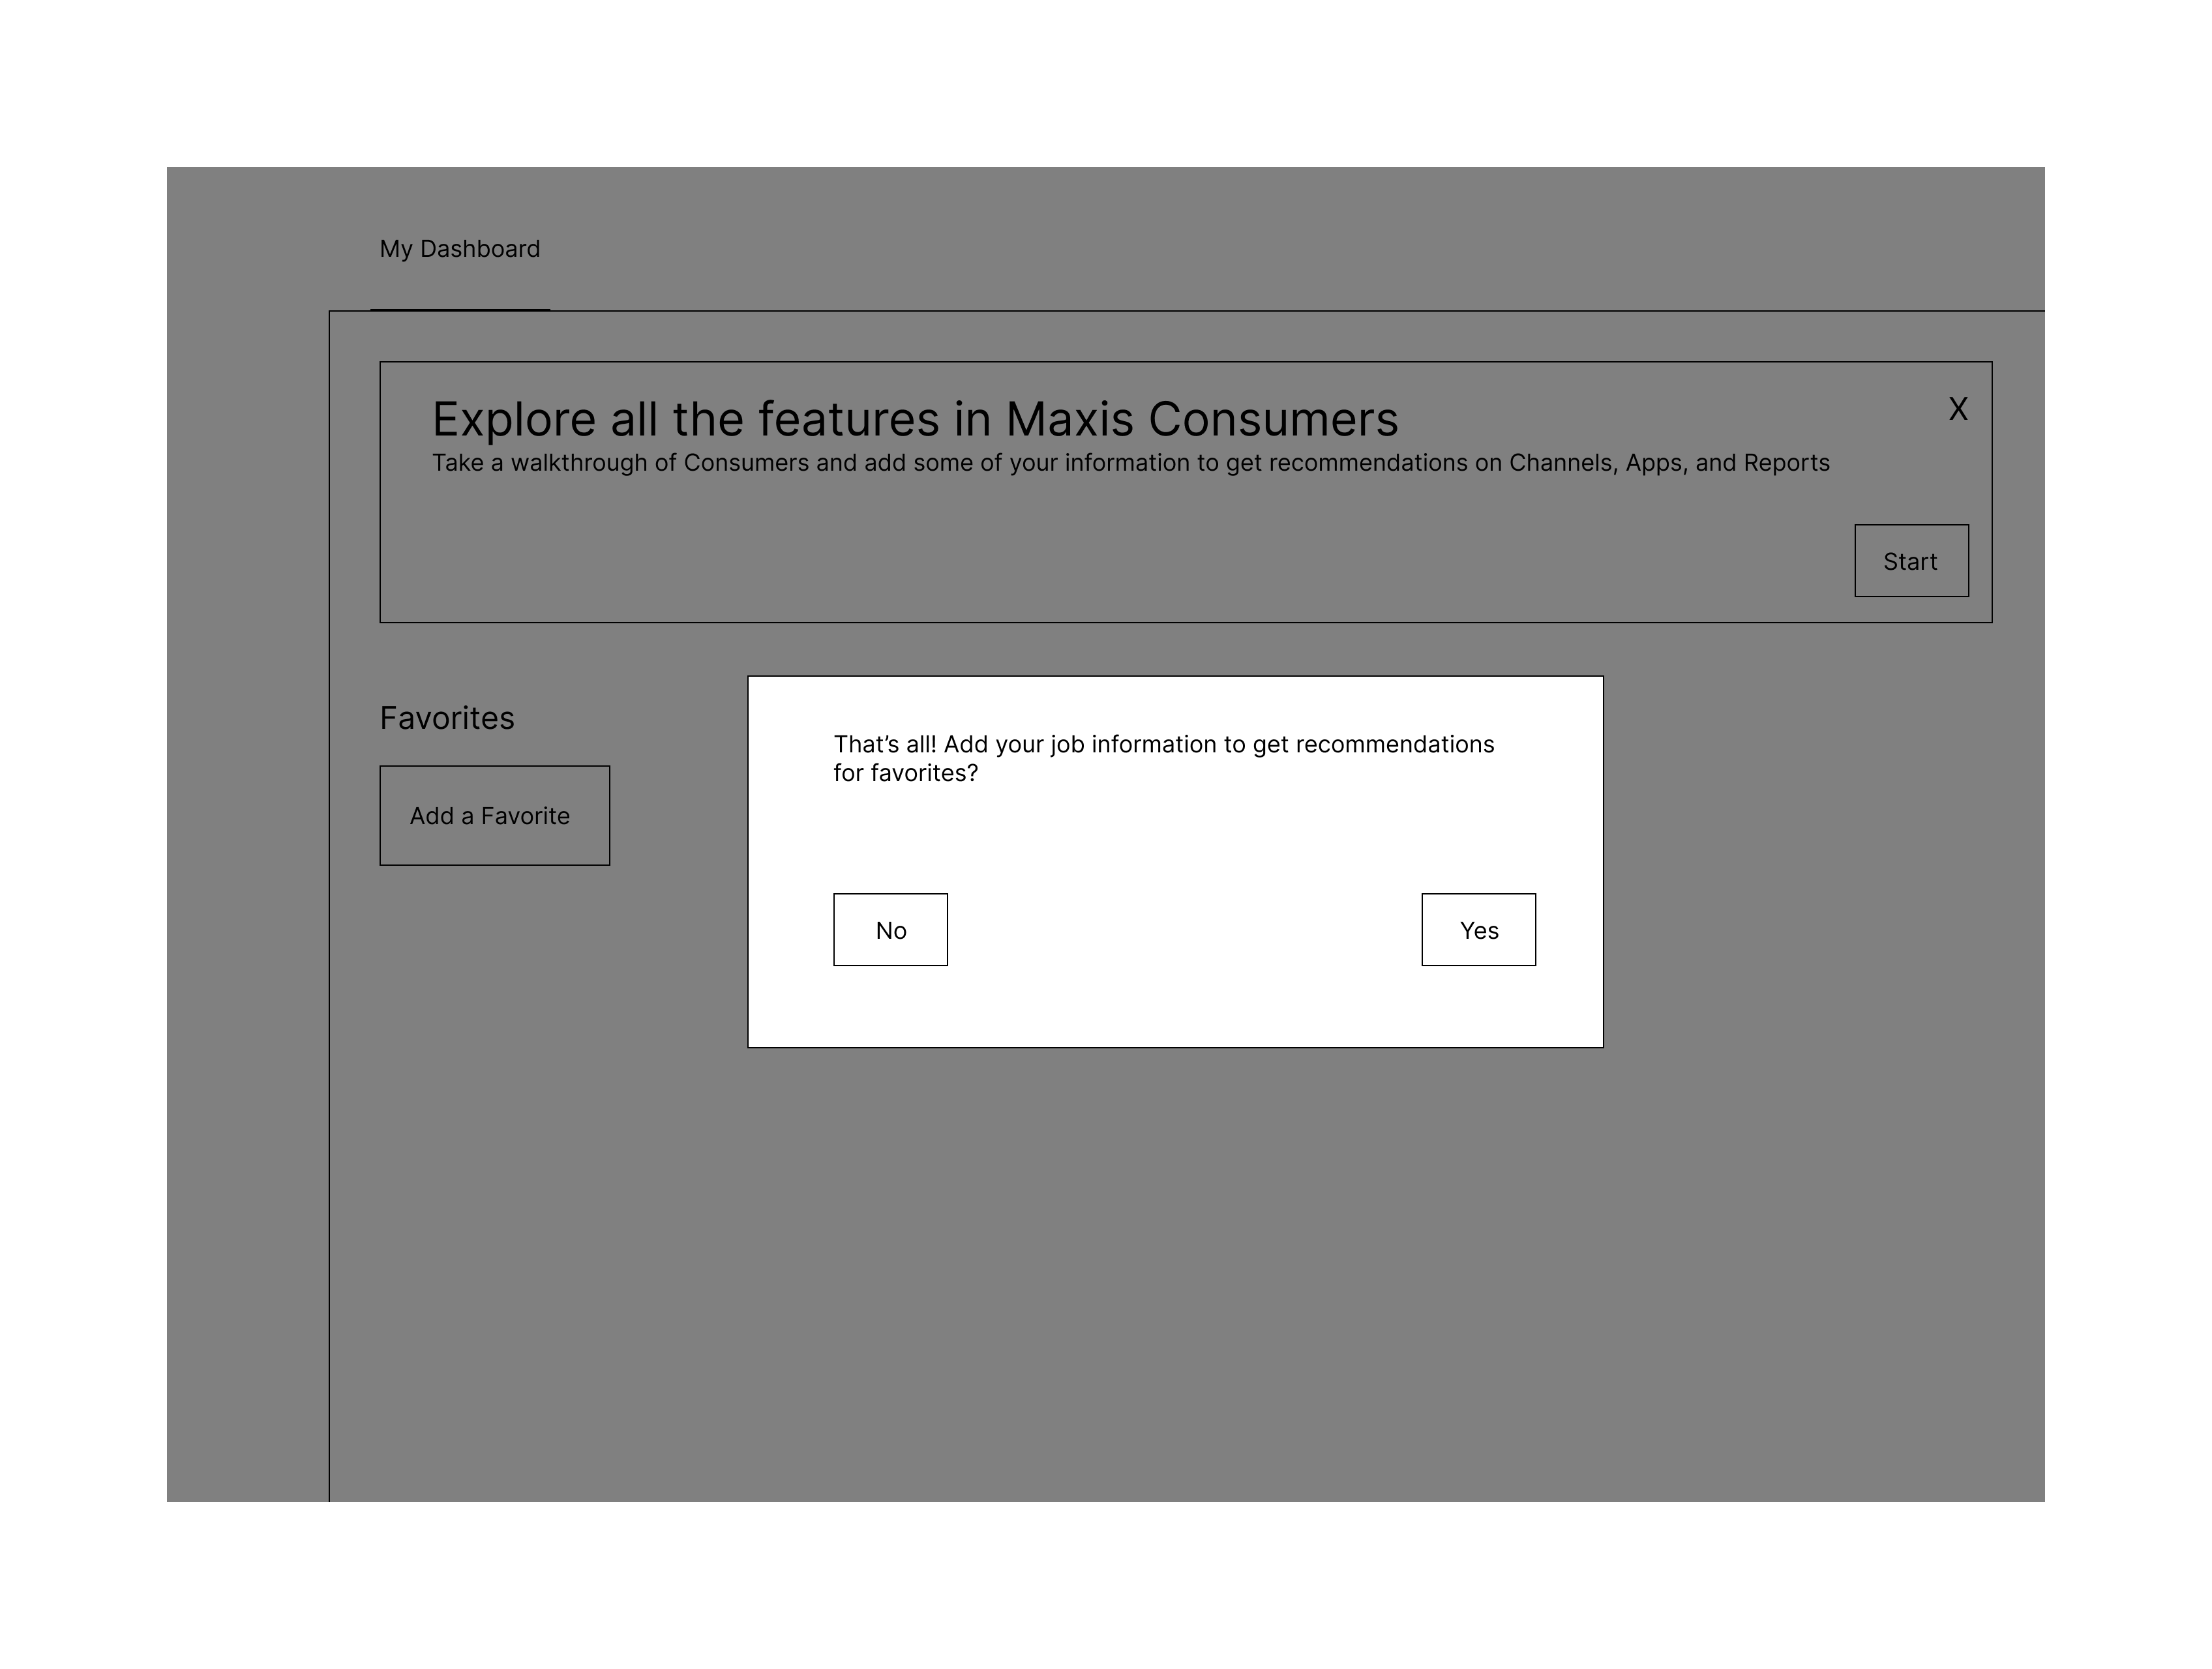 My Dashboard
Explore all the features in Maxis Consumers
X
Take a walkthrough of Consumers and add some of your information to get recommendations on Channels, Apps, and Reports
Start
Favorites
Add a Favorite
That’s all! Add your job information to get recommendations
for favorites?
No
Yes